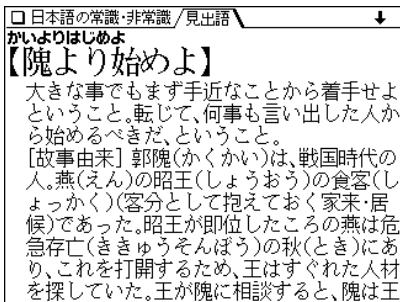 日本語の常識・非常識/見出語
かいよりはじめよ
【隗より始めよ】
大きな事でもまず手近なことから着手せよ
ということ。転じて、何事も言い出した人か
ら始めるべきだ、ということ。
[故事由来] 郭隗(かくかい)は、戦国時代の
人。燕(えん)の昭王(しょうおう)の食客(し
ょっかく)(客分として抱えておく家来・居
候)であった。昭王が即位したころの燕は危
急存亡(ききゅうそんぼう)の秋(とき)にあ
り、これを打開するため、王はすぐれた人材
を探していた。王が隗に相談すると、隗は王